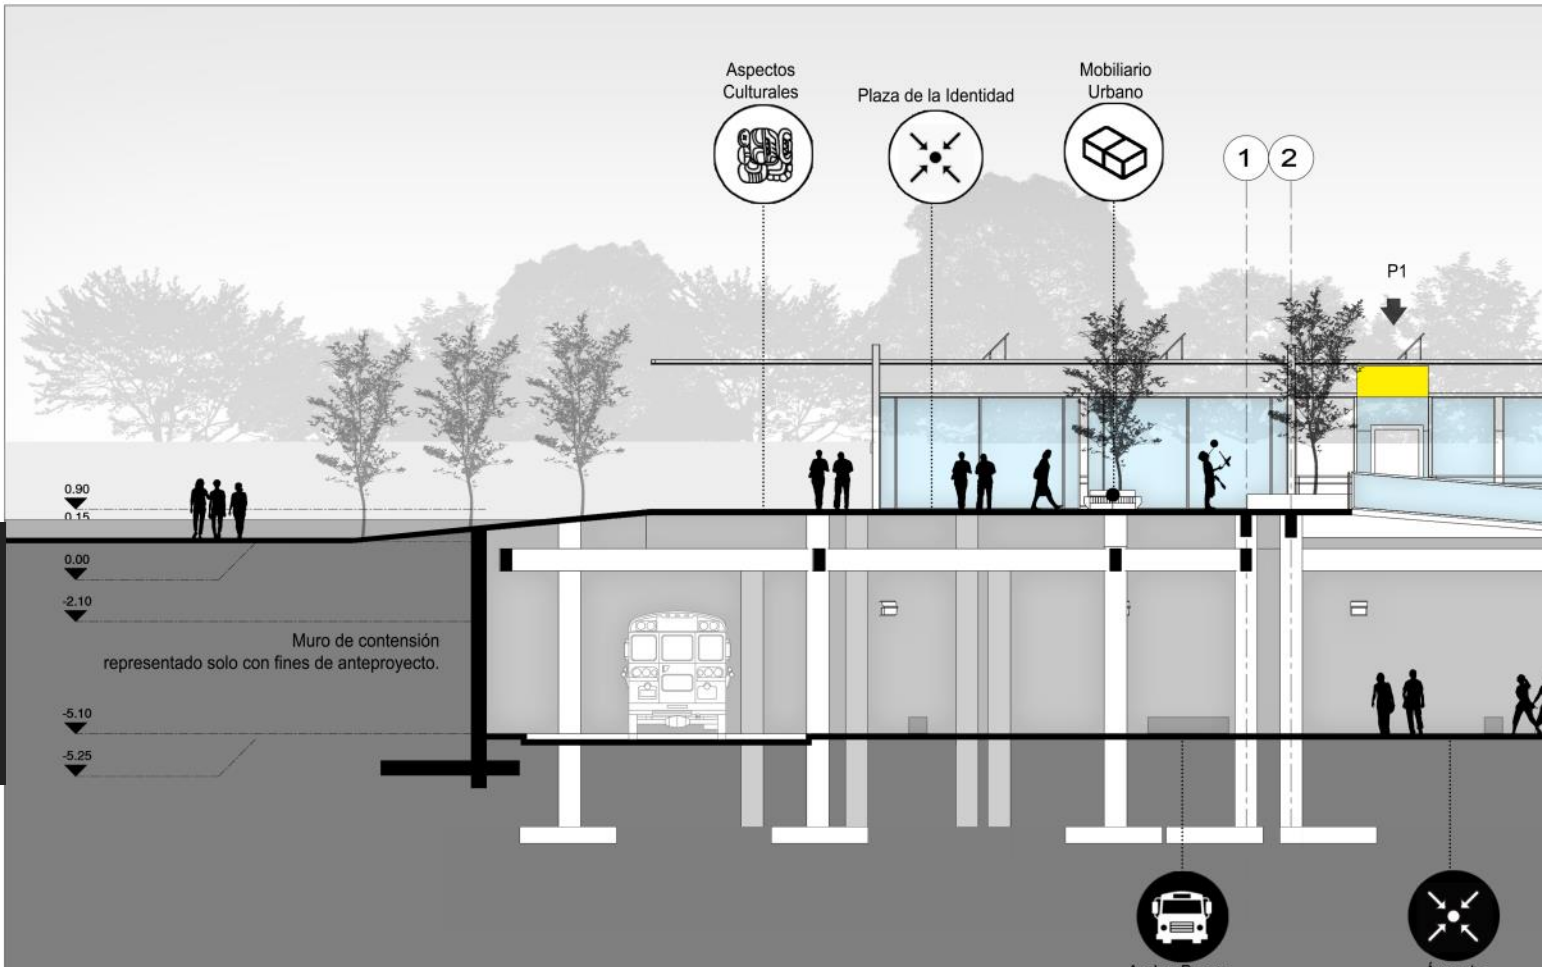 Aspectos
Culturales
Plaza de la Identidad
Mobiliario
Urbano
1
2
P1
0.90
0.15
0.00
-2.10
Muro de contensión
representado solo con fines de anteproyecto.
-5.10
-5.25